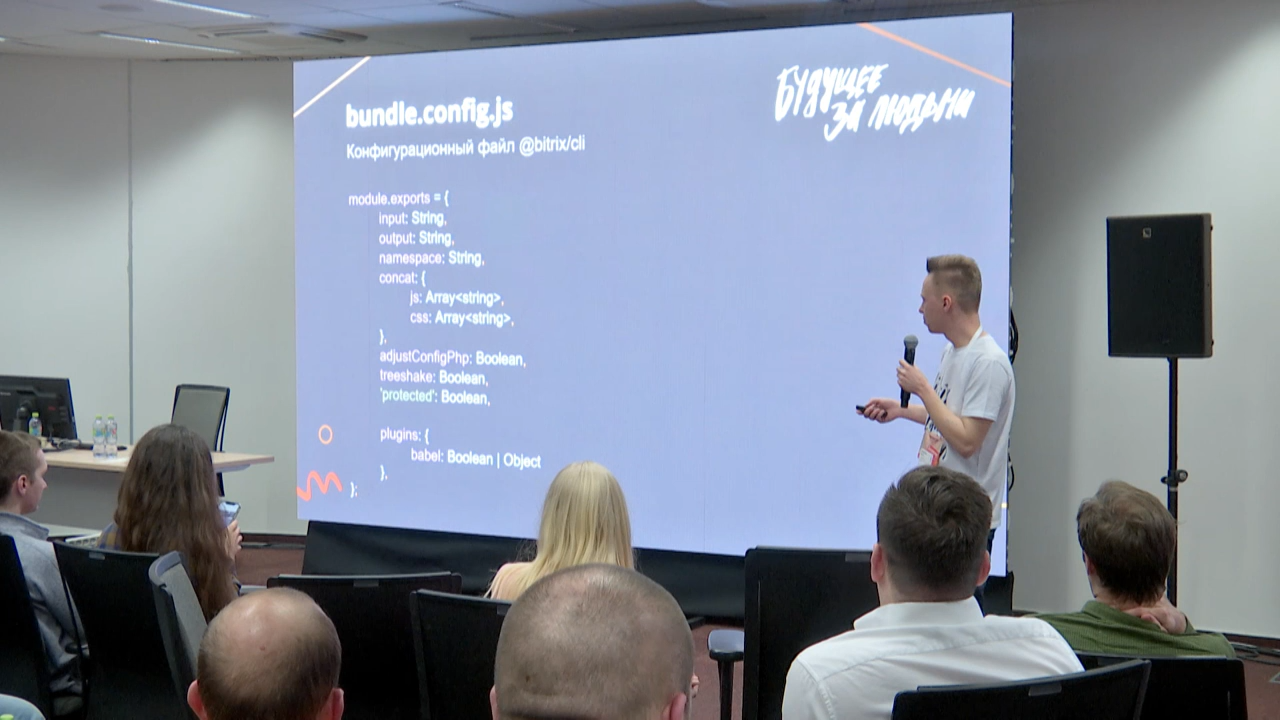 bundle.config.js
Конфигурационный файл @bitrix/cli
БУДУЩЕЕ
ЗА ЛЮДЬМИ
module.exports = {
input: String,
output: String,
namespace: String,
concat: {
js: Array<string>,
css: Array<string>,
},
adjustConfigPhp: Boolean,
treeshake: Boolean,
'protected': Boolean,
plugins: {
babel: Boolean | Object
},
};